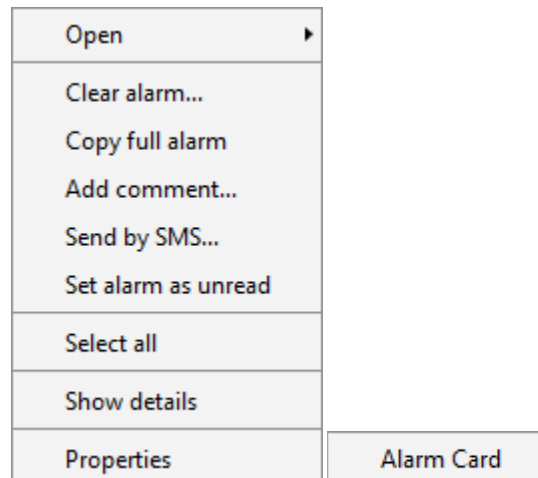 Open
Clear alarm...
Copy full alarm
Add comment...
Send by SMS...
Set alarm as unread
Select all
Show details
Properties
Alarm Card